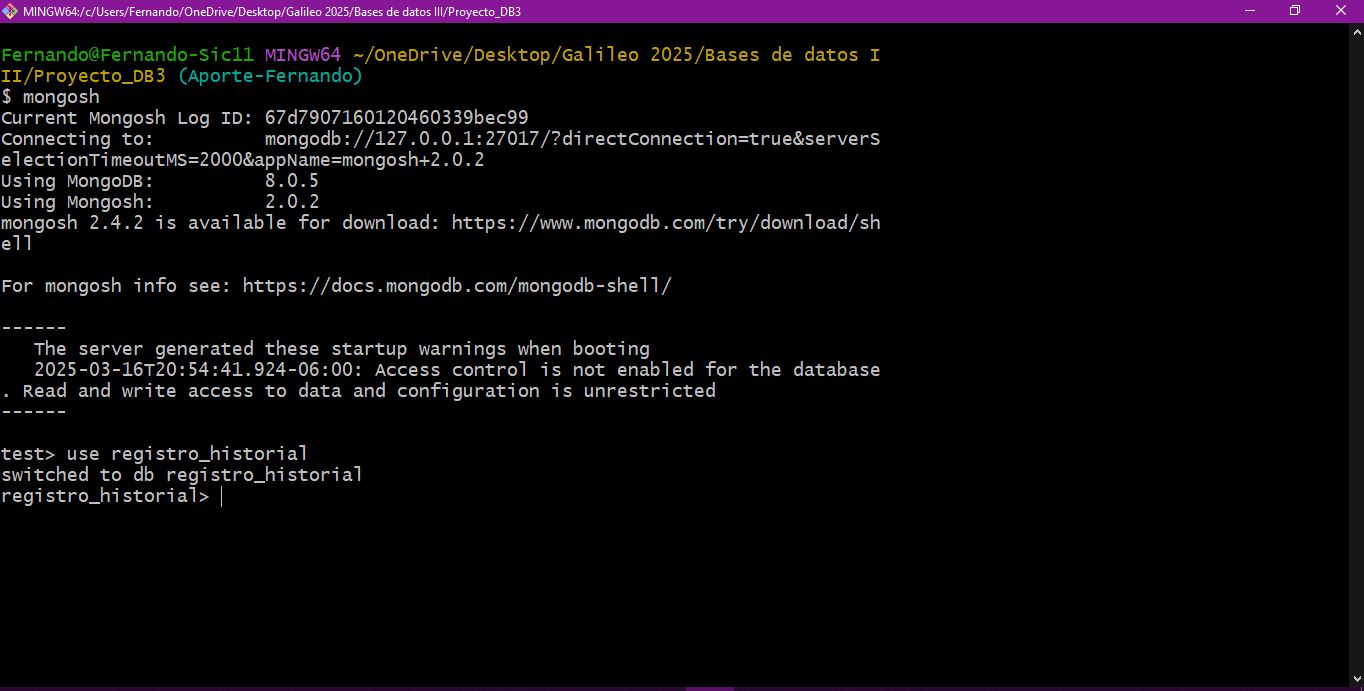 MINGW64:/c/Users/Fernando/OneDrive/Desktop/Galileo 2025/Bases de datos III/Proyecto_DB3
Fernando@Fernando-Sic11 MINGW64 ~/OneDrive/Desktop/Galileo 2025/Bases de datos I
II/Proyecto_DB3 (Aporte-Fernando)
$ mongosh
Current Mongosh Log ID: 67d7907160120460339bec99
Connecting to:          mongodb://127.0.0.1:27017/?directConnection=true&serverS
electionTimeoutMS=2000&appName=mongosh+2.0.2
Using MongoDB:          8.0.5
Using Mongosh:          2.0.2
mongosh 2.4.2 is available for download: https://www.mongodb.com/try/download/sh
ell
For mongosh info see: https://docs.mongodb.com/mongodb-shell/
------
   The server generated these startup warnings when booting
   2025-03-16T20:54:41.924-06:00: Access control is not enabled for the database
. Read and write access to data and configuration is unrestricted
------
test> use registro_historial
switched to db registro_historial
registro_historial>